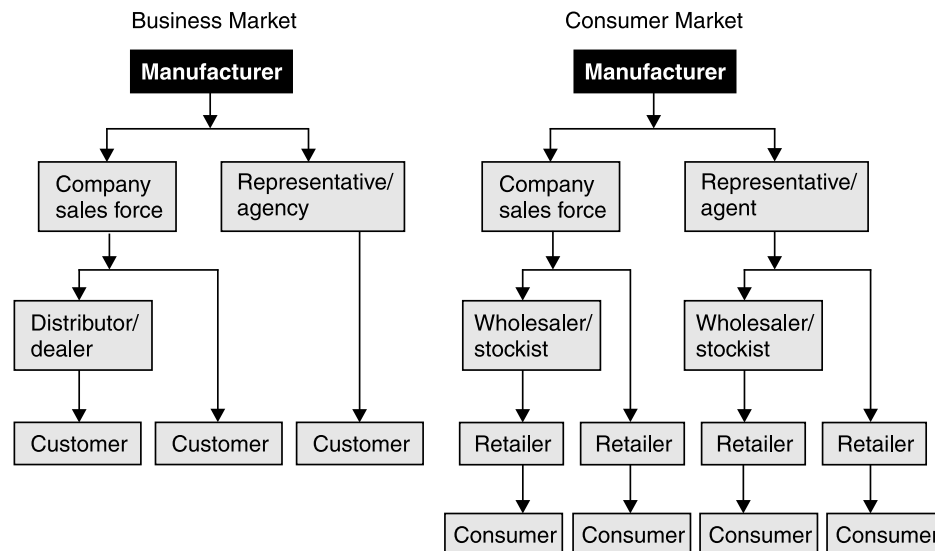 Business Market
Manufacturer
Company
sales force
Representative/
agency
Distributor/
dealer
Customer
Customer
Customer
Consumer Market
Manufacturer
Company
sales force
Representative/
agent
Wholesaler/
stockist
Wholesaler/
stockist
Retailer
Retailer
Retailer
Retailer
Consumer
Consumer
Consumer
Consumer